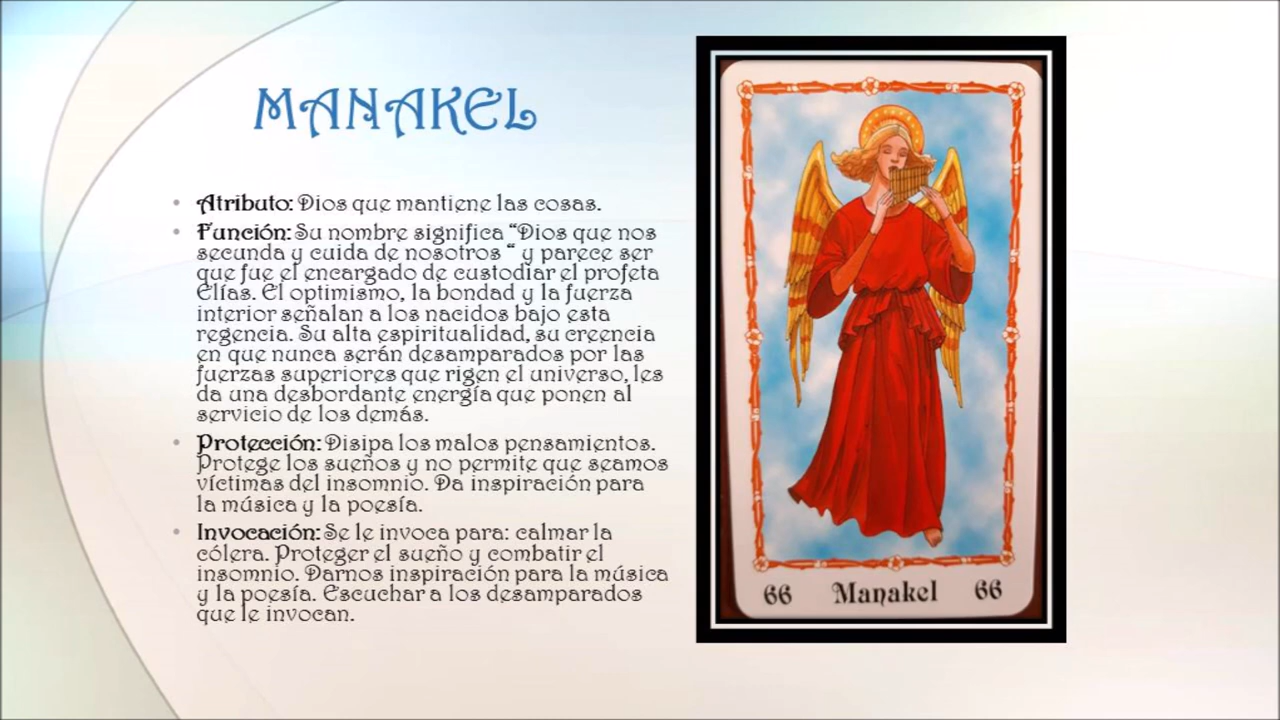 MANAKEL
• Atributo: Dios que mantiene las cosas.
• Función: Su nombre significa “Dios que nos
secunda y cuida de nosotros “ y parece ser
que fue el encargado de custodiar el profeta
Elías. El optimismo, la bondad y la fuerza
interior señalan a los nacidos bajo esta
regencia. Su alta espiritualidad, su creencia
en que nunca serán desamparados por las
fuerzas superiores que rigen el universo, les
da una desbordante energía que ponen al
servicio de los demás.
• Protección: Disipa los malos pensamientos.
Protege los sueños y no permite que seamos
víctimas del insomnio. Da inspiración para
la música y la poesía.
• Invocación: Se le invoca para: calmar la
cólera. Proteger el sueño y combatir el
insomnio. Darnos inspiración para la música
y la poesía. Escuchar a los desamparados
que le invocan.
66 Manakel 66